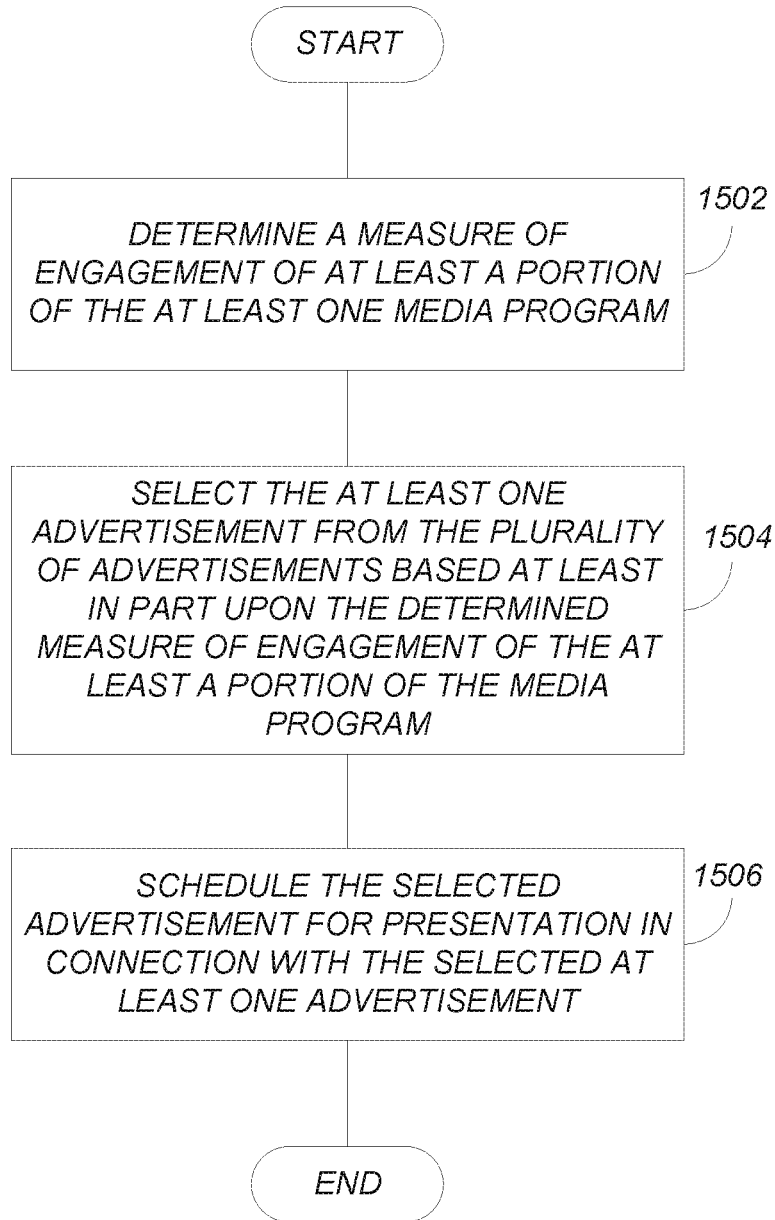 START
1502
DETERMINE A MEASURE OF
ENGAGEMENT OF AT LEAST A PORTION
OF THE AT LEAST ONE MEDIA PROGRAM
SELECT THE AT LEAST ONE
ADVERTISEMENT FROM THE PLURALITY
OF ADVERTISEMENTS BASED AT LEAST
IN PART UPON THE DETERMINED
MEASURE OF ENGAGEMENT OF THE AT
LEAST A PORTION OF THE MEDIA
PROGRAM
1504
SCHEDULE THE SELECTED
ADVERTISEMENT FOR PRESENTATION IN
CONNECTION WITH THE SELECTED AT
LEAST ONE ADVERTISEMENT
1506
END